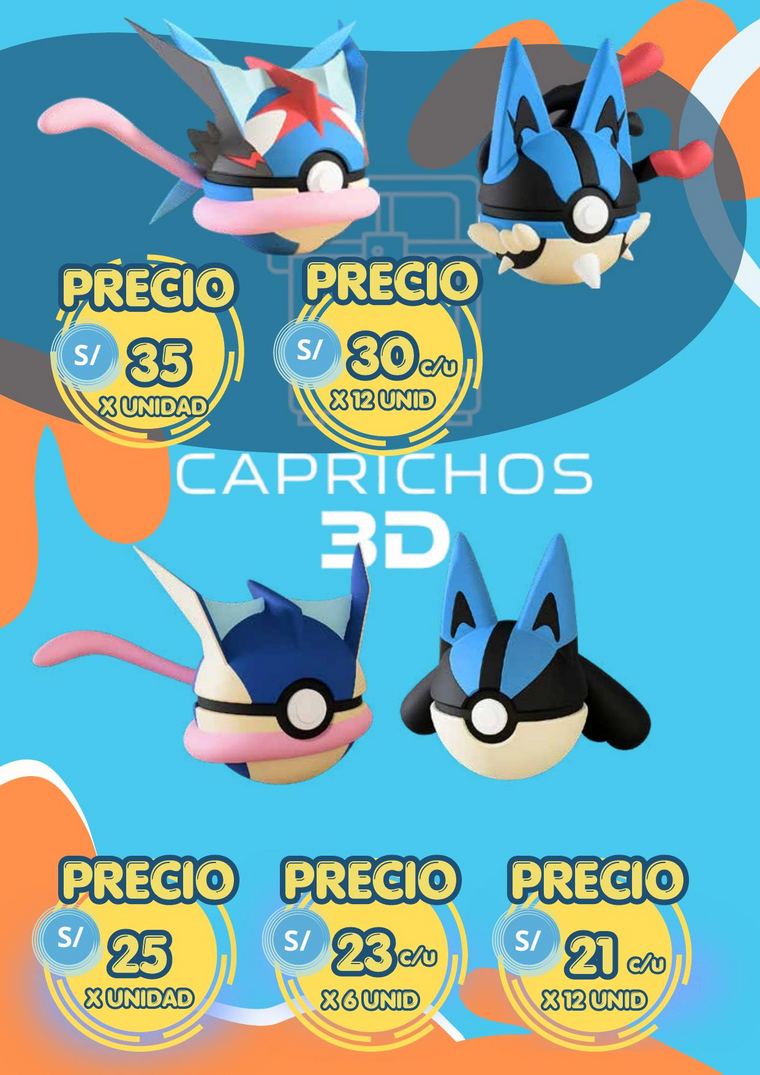 PRECIO
S/ 35
X UNIDAD
PRECIO
S/ 30 c/u
X 12 UNID
CAPRICHOS
3D
PRECIO
S/ 25
X UNIDAD
PRECIO
S/ 23 c/u
X 6 UNID
PRECIO
S/ 21 c/u
X 12 UNID